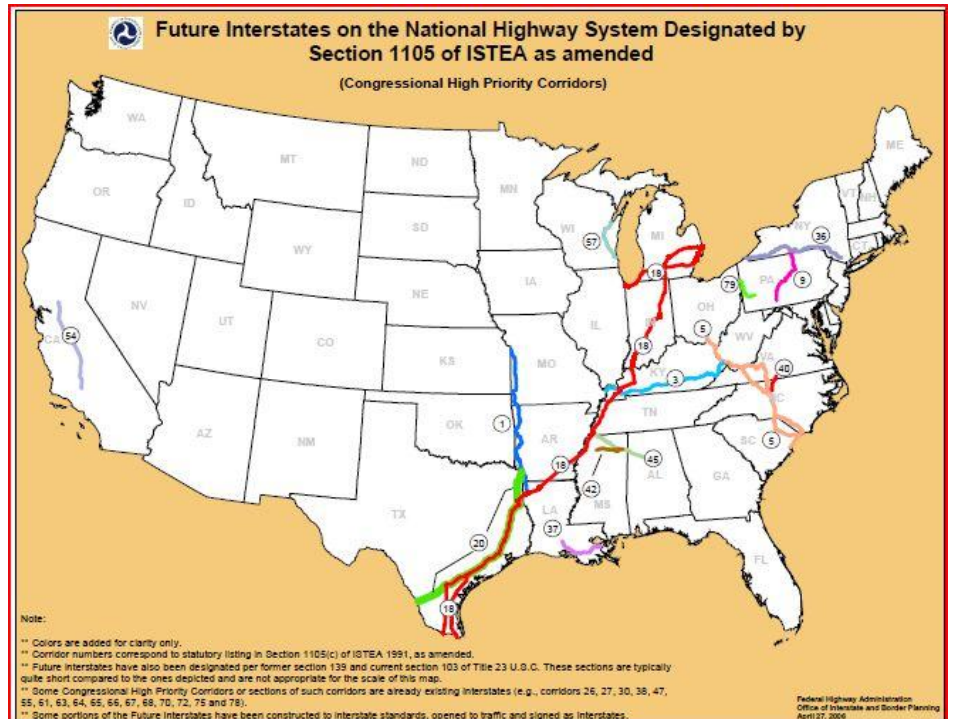 Future Interstates on the National Highway System Designated by
Section 1105 of ISTEA as amended
(Congressional High Priority Corridors)
WA
MT
ND
MN
ME
OR
ID
SD
WI
57
MI
VT
NH
NY
36
CT
WY
18
79
PA
9
IA
NE
NV
UT
CO
IL
IN
OH
5
WV
CA
54
KS
MO
18
KY
3
VA
40
NC
TN
AZ
NM
OK
1
AR
SC
5
18
45
AL
GA
42
MS
TX
LA
37
20
FL
18
Note:
** Colors are added for clarity only.
** Corridor numbers correspond to statutory listing in Section 1105(c) of ISTEA 1991, as amended.
** Future Interstates have also been designated per former section 139 and current section 103 of Title 23 U.S.C. These sections are typically
quite short compared to the ones depicted and are not appropriate for the scale of this map.
** Some Congressional High Priority Corridors or sections of such corridors are already existing Interstates (e.g., corridors 26, 27, 30, 38, 47,
55, 61, 63, 64, 65, 66, 67, 68, 70, 72, 75 and 78).
** Some portions of the Future Interstates have been constructed to interstate standards, opened to traffic and signed as Interstates.
Federal Highway Administration
Office of Interstate and Border Planning
April 27, 2006